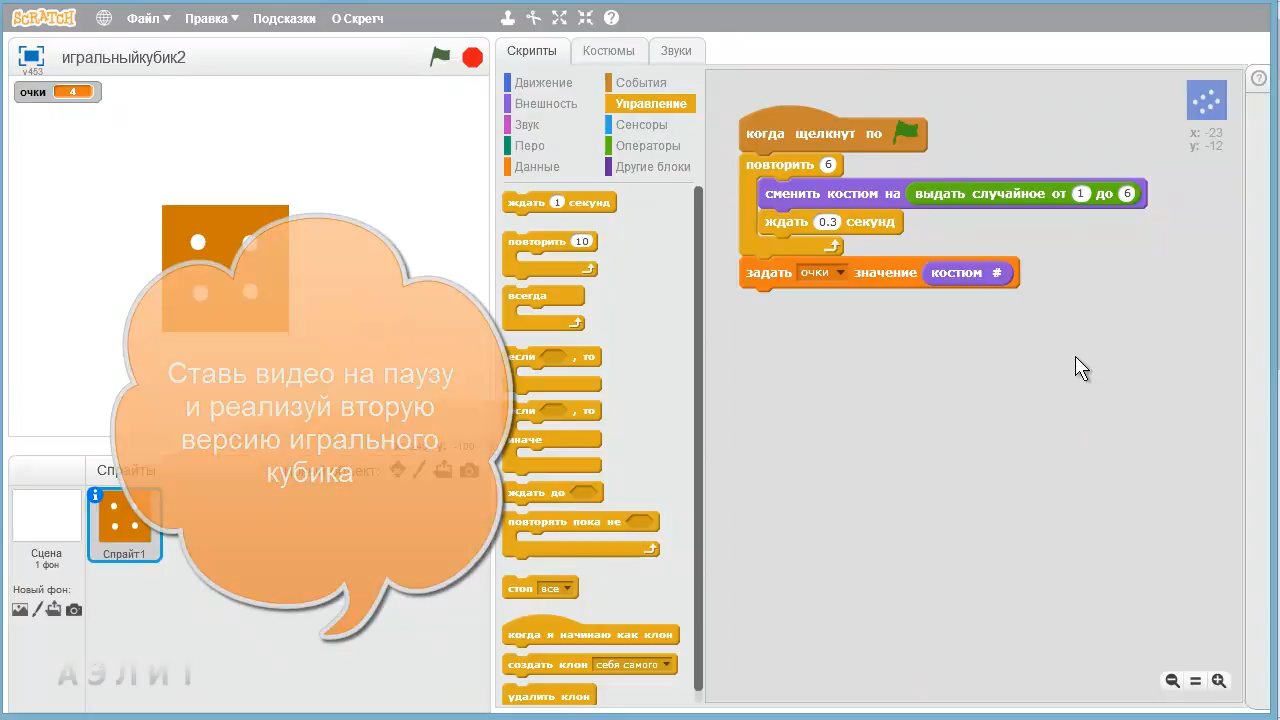 SCRATCH
Файл
Правка
Подсказки
О Скретч
игральныйкубик2
v453
очки 4
Скрипты
Костюмы
Звуки
Движение
Внешность
Звук
Перо
Данные
События
Управление
Сенсоры
Операторы
Другие блоки
ждать 1 секунд
повторить 10
всегда
если , то
если , то
иначе
ждать до
повторять пока не
стоп все
когда я начинаю как клон
создать клон себя самого
удалить клон
когда щелкнут по
повторить 6
сменить костюм на выдать случайное от 1 до 6
ждать 0.3 секунд
задать очки значение костюм #
x: -23
y: -12
Ставь видео на паузу
и реализуй вторую
версию игрального
кубика
Спрайты
Спрайт1
Сцена
1 фон
Новый фон:
АЭЛИТ